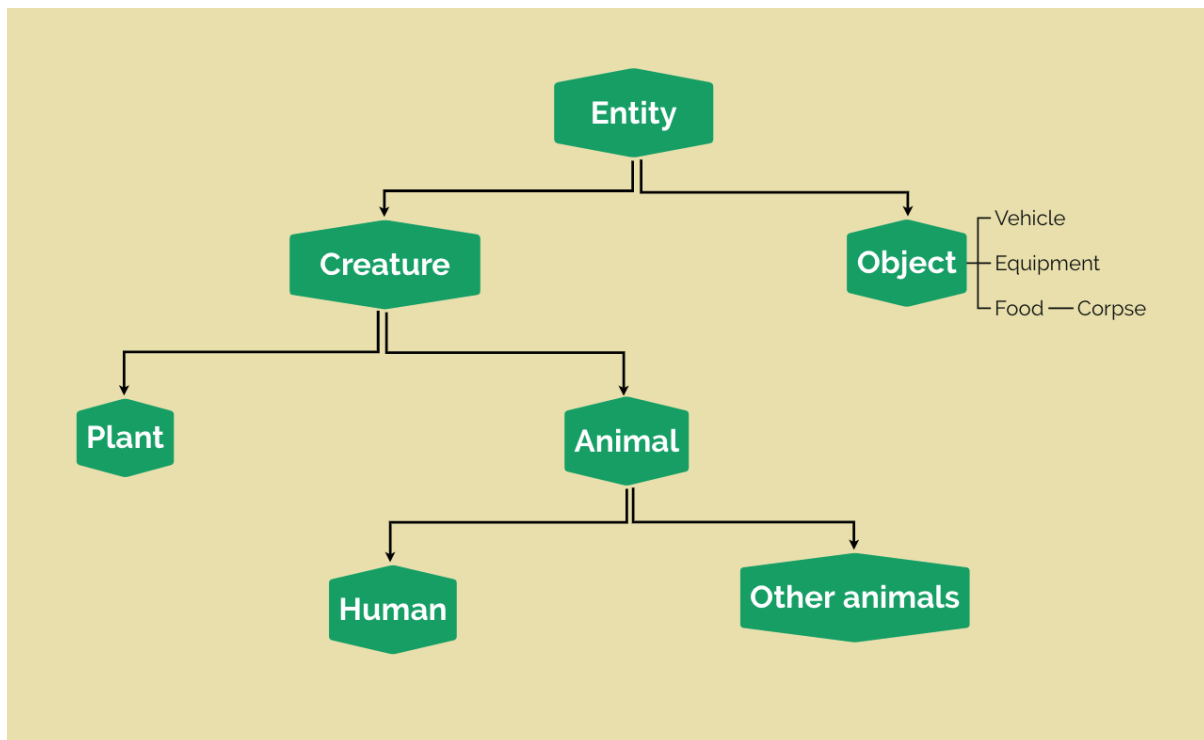 Entity
Creature
Object
Vehicle
Equipment
Food
Corpse
Plant
Animal
Human
Other animals